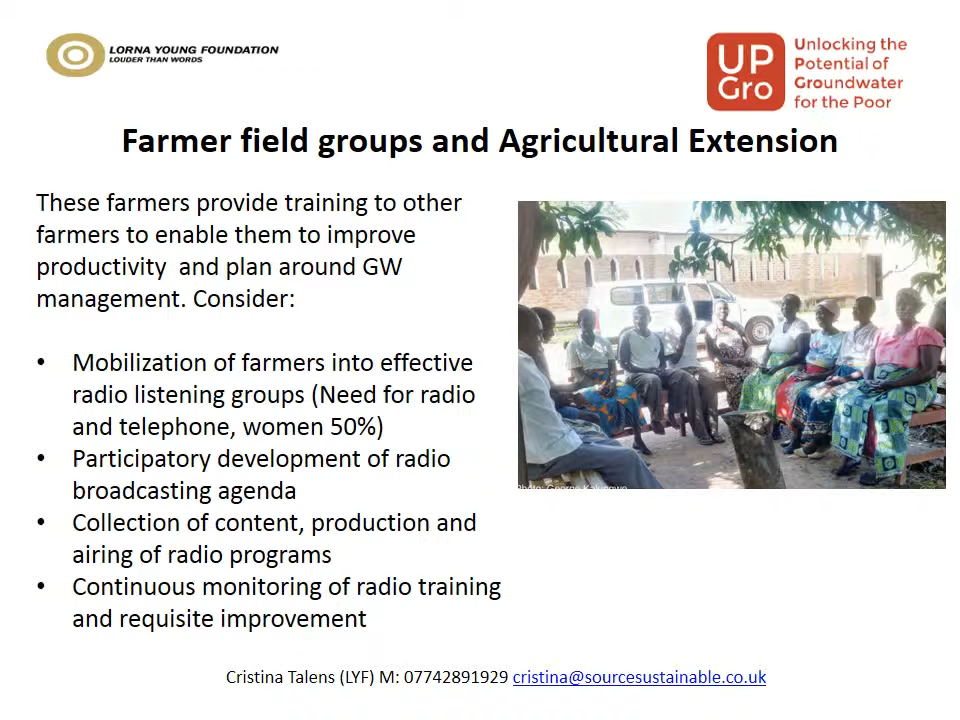 LORNA YOUNG FOUNDATION
LOUDER THAN WORDS
UP
Gro
Unlocking the
Potential of
Groundwater
for the Poor
Farmer field groups and Agricultural Extension
These farmers provide training to other
farmers to enable them to improve
productivity  and plan around GW
management. Consider:
• Mobilization of farmers into effective
radio listening groups (Need for radio
and telephone, women 50%)
• Participatory development of radio
broadcasting agenda
• Collection of content, production and
airing of radio programs
• Continuous monitoring of radio training
and requisite improvement
Photo: George
Cristina Talens (LYF) M: 07742891929 cristina@sourcesustainable.co.uk